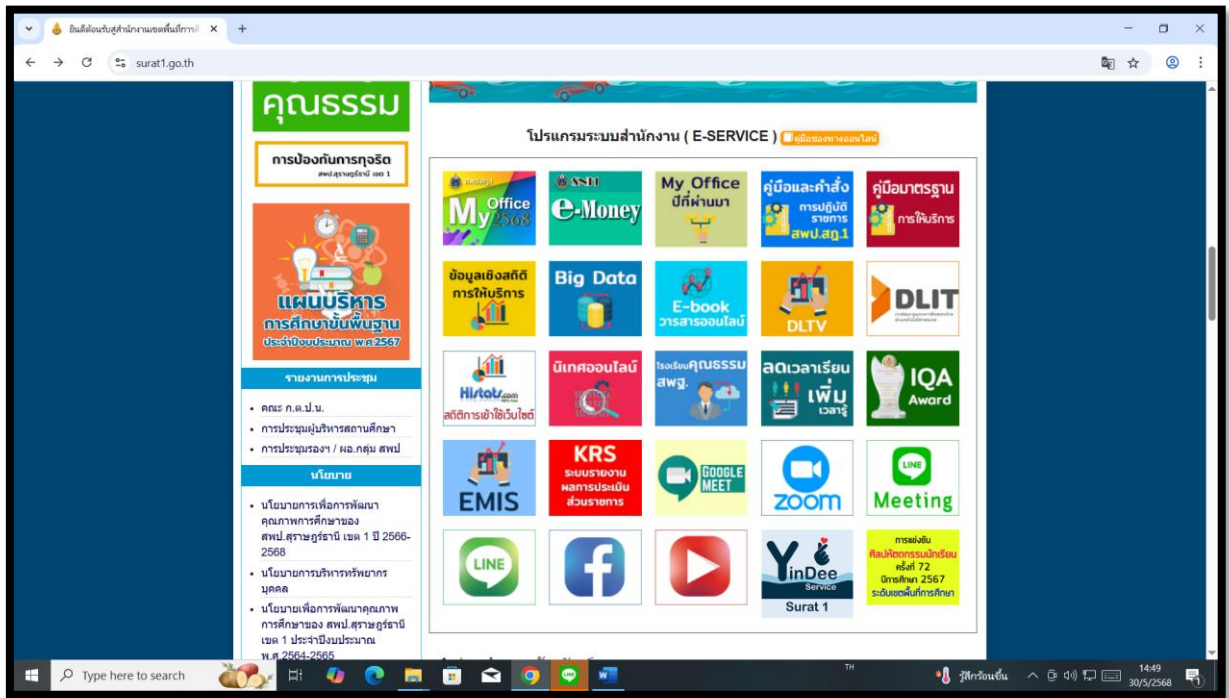 ยินดีต้อนรับสู่สำนักงานเขตพื้นที่การศึ
surat1.go.th
คุณธรรม
การป้องกันการทุจริต
สพป.สุราษฎร์ธานี เขต 1
แผนบริหาร
การศึกษาขั้นพื้นฐาน
ประจำปีงบประมาณ พ.ศ.2567
รายงานการประชุม
คณะ ก.ต.ป.น.
การประชุมผู้บริหารสถานศึกษา
การประชุมรองฯ / ผอ.กลุ่ม สพป
นโยบาย
นโยบายการเพื่อการพัฒนา
คุณภาพการศึกษาของ
สพป.สุราษฎร์ธานี เขต 1 ปี 2566-
2568
นโยบายการบริหารทรัพยากร
บุคคล
นโยบายเพื่อการพัฒนาคุณภาพ
การศึกษาของ สพป.สุราษฎร์ธานี
เขต 1 ประจำปีงบประมาณ
พ.ศ.2564-2565
โปรแกรมระบบสำนักงาน ( E-SERVICE ) คู่มือช่องทางออนไลน์
My Office
2568
SSH1
e-Money
My Office
ปีที่ผ่านมา
คู่มือและคำสั่ง
การปฏิบัติ
ราชการ
สพป.สฎ.1
คู่มือมาตรฐาน
การให้บริการ
ข้อมูลเชิงสถิติ
การให้บริการ
Big Data
E-book
วารสารออนไลน์
DLTV
DLIT
Histats.com
สถิติการเข้าใช้เว็บไซต์
นิเทศออนไลน์
โรงเรียนคุณธรรม
สพฐ.
ลดเวลาเรียน
เพิ่ม
เวลารู้
IQA
Award
EMIS
KRS
ระบบรายงาน
ผลการประเมิน
ส่วนราชการ
GOOGLE
MEET
zoom
LINE
Meeting
LINE
YinDee
Service
Surat 1
การแข่งขัน
ศิลปหัตถกรรมนักเรียน
ครั้งที่ 72
ปีการศึกษา 2567
ระดับเขตพื้นที่การศึกษา
Type here to search
TH
รู้สึกร้อนขึ้น
14:49
30/5/2568